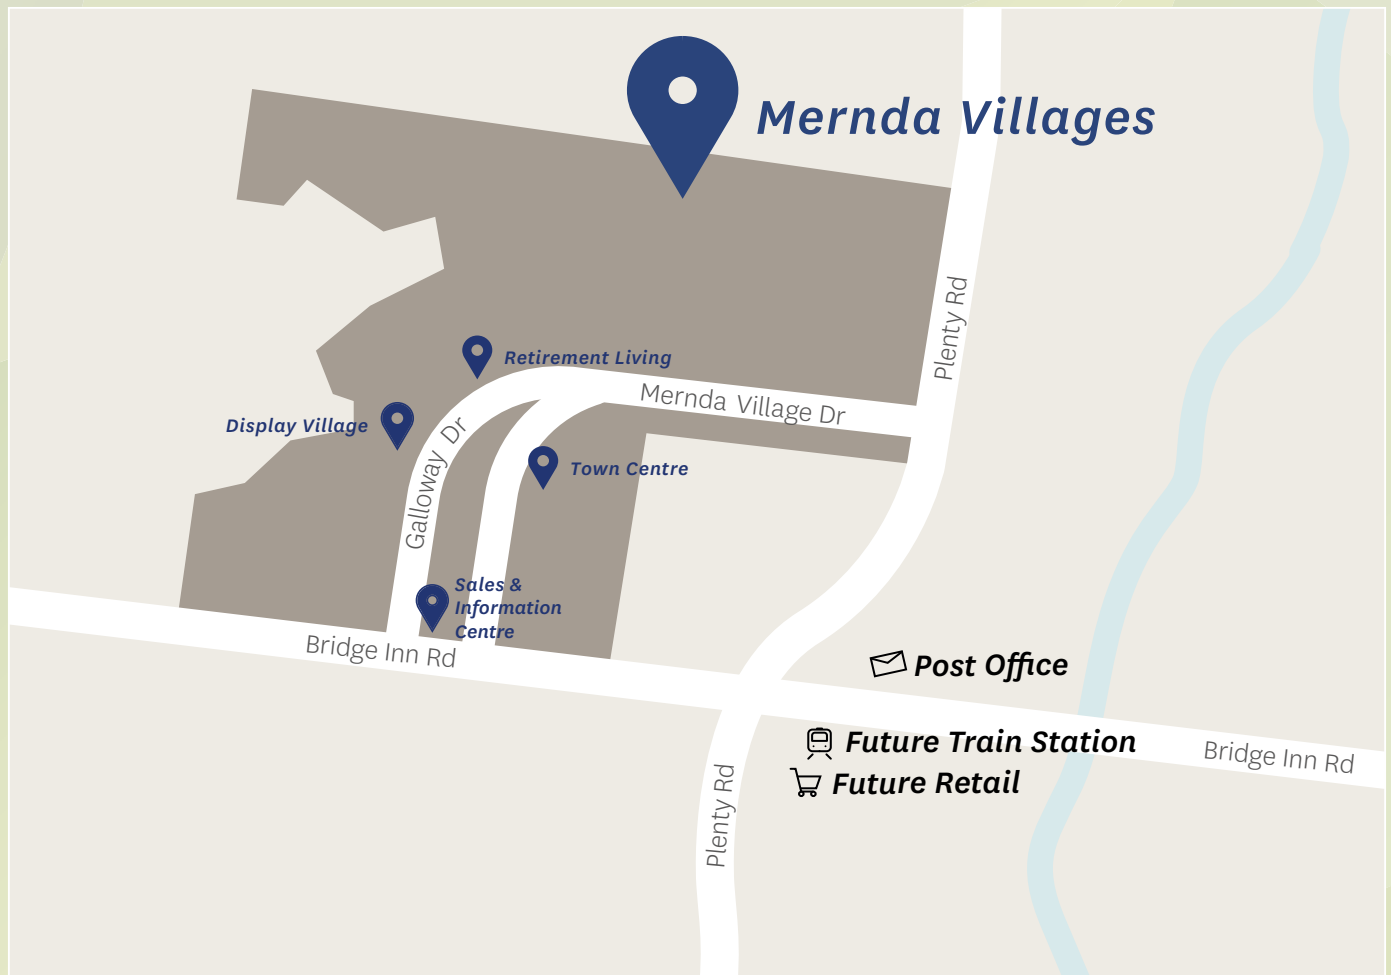 Mernda Villages
Plenty Rd
Retirement Living
Mernda Village Dr
Display Village
Galloway Dr
Town Centre
Sales &
Information
Centre
Bridge Inn Rd
Post Office
Future Train Station
Bridge Inn Rd
Future Retail
Plenty Rd